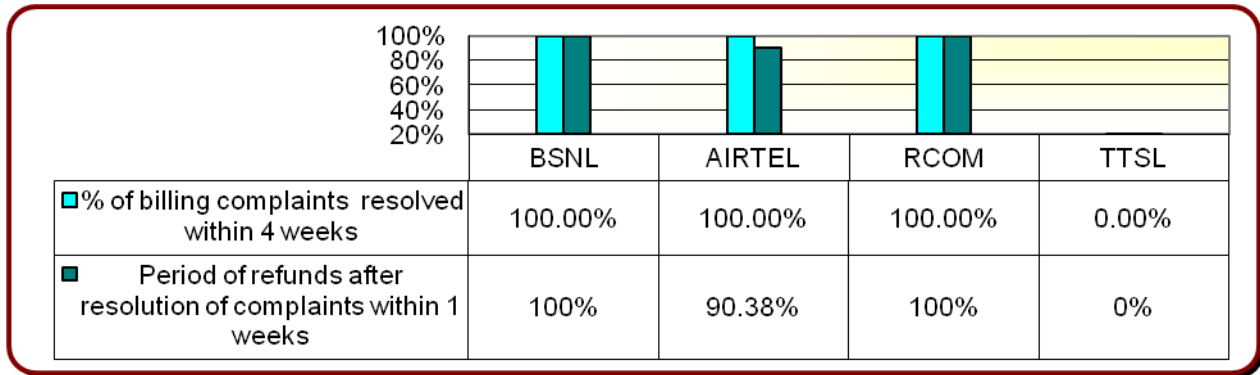 100%
80%
60%
40%
20%
BSNL AIRTEL RCOM TTSL
% of billing complaints resolved
within 4 weeks
100.00% 100.00% 100.00% 0.00%
Period of refunds after
resolution of complaints within 1
weeks
100% 90.38% 100% 0%